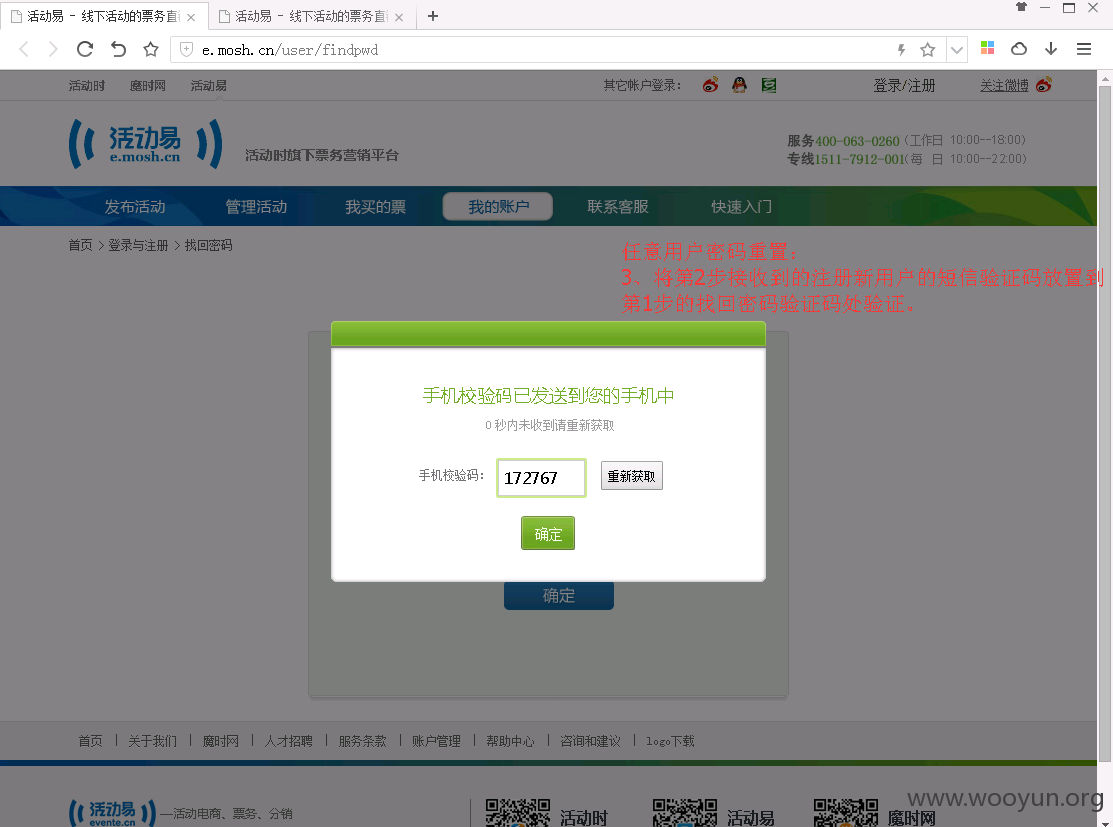 活动易 - 线下活动的票务直
活动易 - 线下活动的票务直
e.mosh.cn/user/findpwd
活动时 魔时网 活动易 其它帐户登录： 登录/注册 关注微博
活动易
e.mosh.cn
活动时旗下票务营销平台
服务400-063-0260 (工作日 10:00--18:00)
专线1511-7912-001(每 日 10:00--22:00)
发布活动 管理活动 我买的票 我的账户 联系客服 快速入门
首页 > 登录与注册 > 找回密码
任意用户密码重置：
3、将第2步接收到的注册新用户的短信验证码放置到
第1步的找回密码验证码处验证。
手机校验码已发送到您的手机中
0 秒内未收到请重新获取
手机校验码： 172767 重新获取
确定
确定
首页 | 关于我们 | 魔时网 | 人才招聘 | 服务条款 | 账户管理 | 帮助中心 | 咨询和建议 | logo下载
活动易
evente.cn
—活动电商、票务、分销
活动时 活动易 魔时网
www.wooyun.org